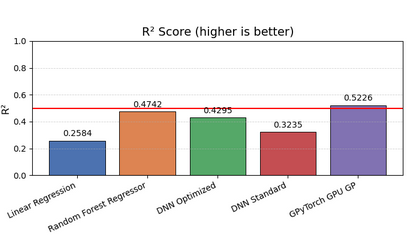 R² Score (higher is better)
1.0
0.8
0.6
0.4
0.2
0.0
R²
0.2584
0.4742
0.4295
0.3235
0.5226
Linear Regression
Random Forest Regressor
DNN Optimized
DNN Standard
GPyTorch GPU GP